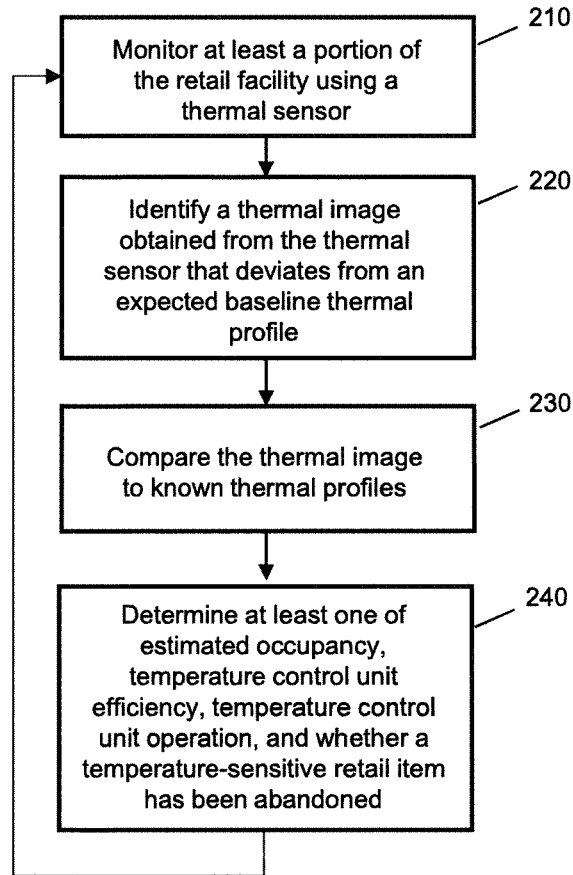 210
Monitor at least a portion of
the retail facility using a
thermal sensor
220
Identify a thermal image
obtained from the thermal
sensor that deviates from an
expected baseline thermal
profile
230
Compare the thermal image
to known thermal profiles
240
Determine at least one of
estimated occupancy,
temperature control unit
efficiency, temperature control
unit operation, and whether a
temperature-sensitive retail item
has been abandoned